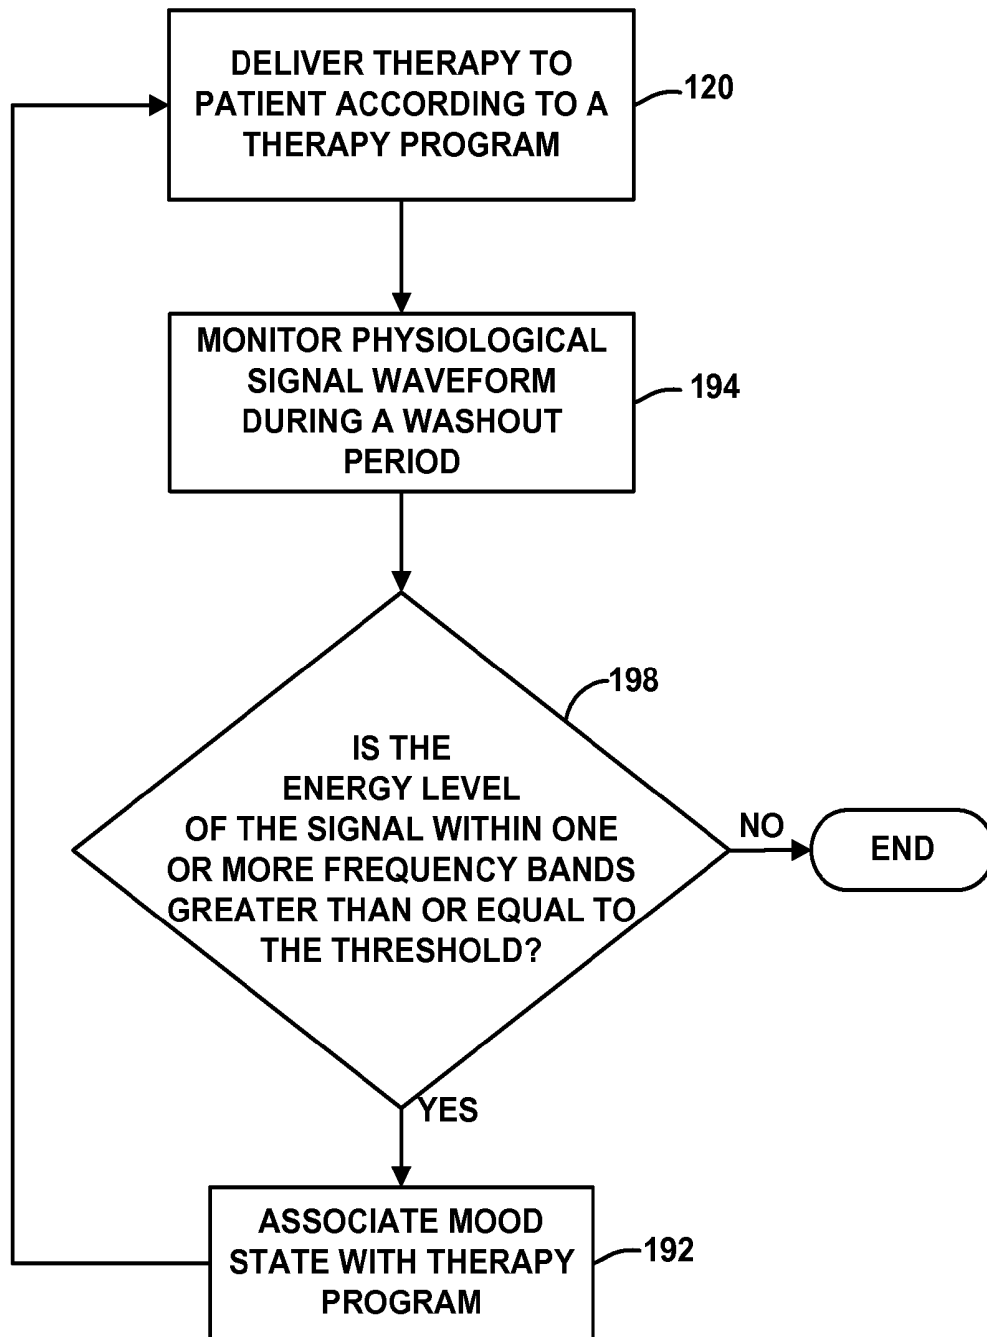 DELIVER THERAPY TO
PATIENT ACCORDING TO A
THERAPY PROGRAM
120
MONITOR PHYSIOLOGICAL
SIGNAL WAVEFORM
DURING A WASHOUT
PERIOD
194
198
IS THE
ENERGY LEVEL
OF THE SIGNAL WITHIN ONE
OR MORE FREQUENCY BANDS
GREATER THAN OR EQUAL TO
THE THRESHOLD?
NO
END
YES
ASSOCIATE MOOD
STATE WITH THERAPY
PROGRAM
192